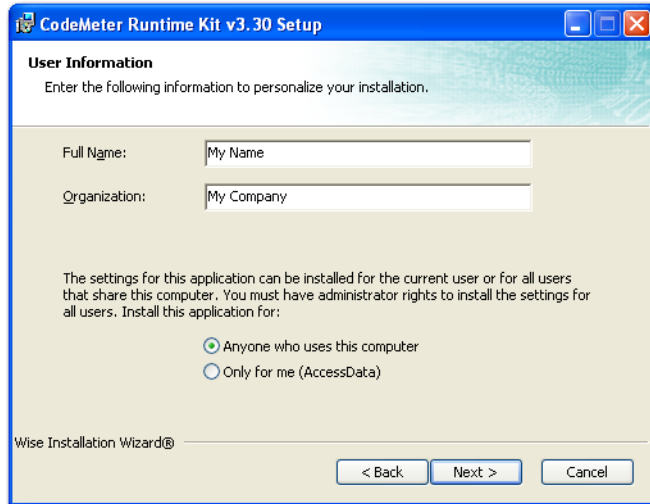 CodeMeter Runtime Kit v3.30 Setup
User Information
Enter the following information to personalize your installation.
Full Name:
My Name
Organization:
My Company
The settings for this application can be installed for the current user or for all users
that share this computer. You must have administrator rights to install the settings for
all users. Install this application for:
Anyone who uses this computer
Only for me (AccessData)
Wise Installation Wizard®
< Back
Next >
Cancel